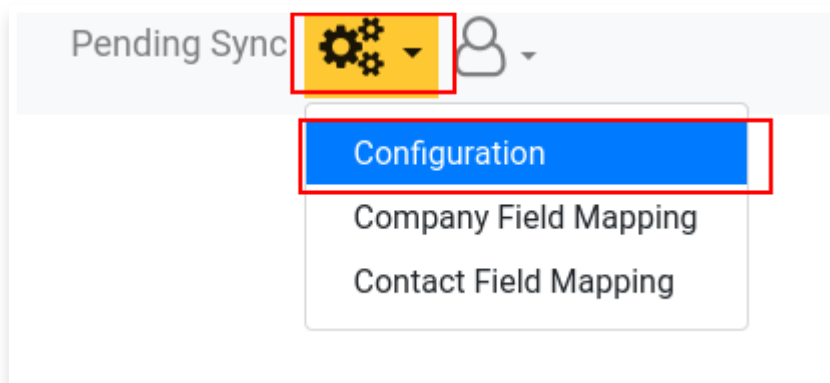 Pending Sync
Configuration
Company Field Mapping
Contact Field Mapping